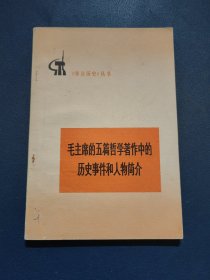 《学点历史》丛书
毛主席的五篇哲学著作中的
历史事件和人物简介